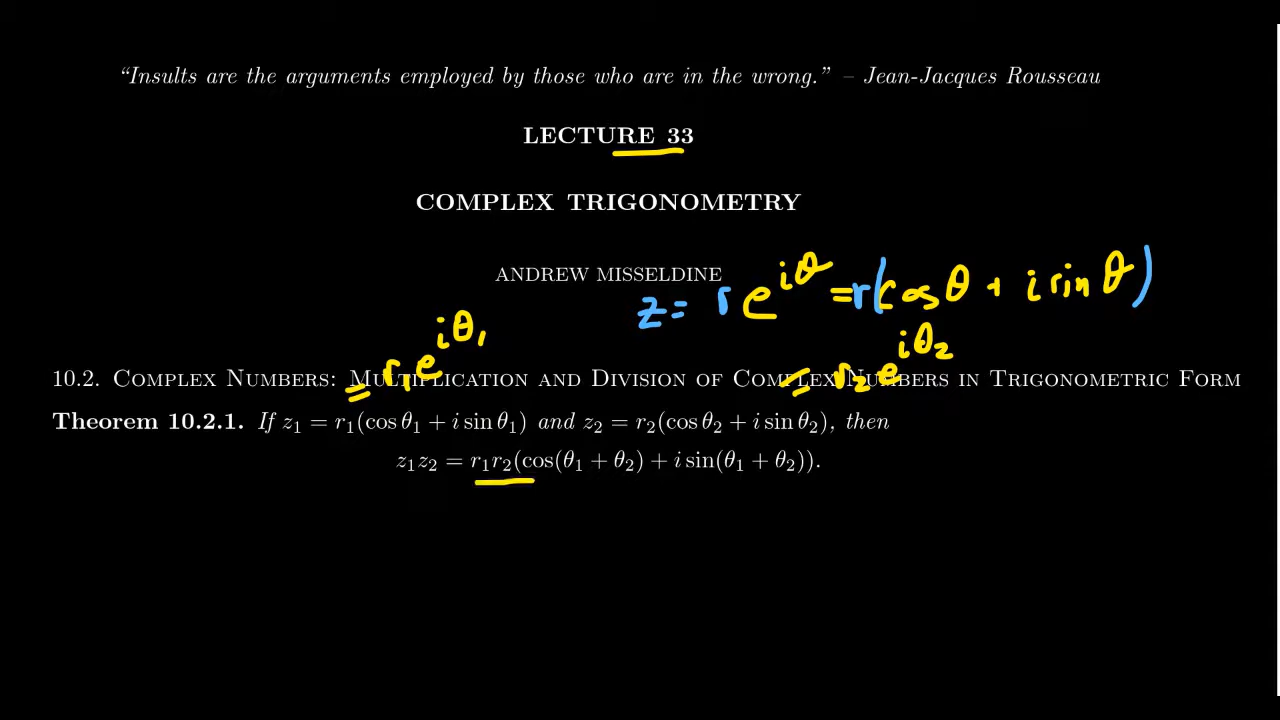 “Insults are the arguments employed by those who are in the wrong.” – Jean-Jacques Rousseau
LECTURE 33
COMPLEX TRIGONOMETRY
ANDREW MISSELDINE
z = r e^{iθ} = r(cos θ + i sin θ)
= r₁e^{iθ₁}
= r₂e^{iθ₂}
10.2. COMPLEX NUMBERS: MULTIPLICATION AND DIVISION OF COMPLEX NUMBERS IN TRIGONOMETRIC FORM
Theorem 10.2.1. If z₁ = r₁(cos θ₁ + i sin θ₁) and z₂ = r₂(cos θ₂ + i sin θ₂), then
z₁z₂ = r₁r₂(cos(θ₁ + θ₂) + i sin(θ₁ + θ₂)).